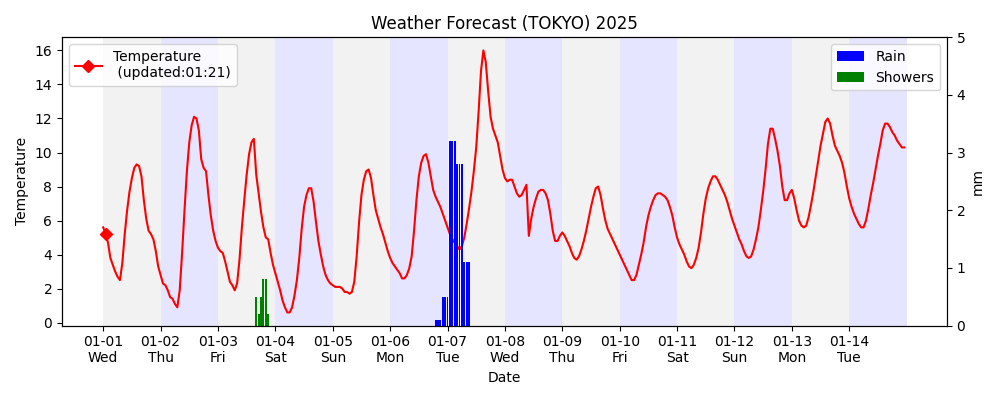 Weather Forecast (TOKYO) 2025
Temperature
(updated:01:21)
Rain
Showers
Temperature
16
14
12
10
8
6
4
2
0
5
4
3
2
1
0
mm
01-01 01-02 01-03 01-04 01-05 01-06 01-07 01-08 01-09 01-10 01-11 01-12 01-13 01-14
Wed Thu Fri Sat Sun Mon Tue Wed Thu Fri Sat Sun Mon Tue
Date